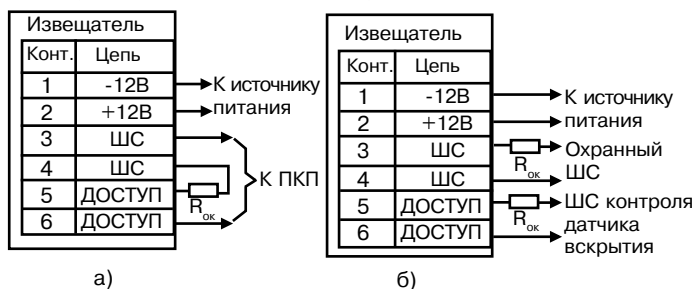 Извещатель
Конт. Цепь
1 -12В
2 +12В
3 ШС
4 ШС
5 ДОСТУП
6 ДОСТУП
К источнику
питания
К ПКП
Rок
а)
Извещатель
Конт. Цепь
1 -12В
2 +12В
3 ШС
4 ШС
5 ДОСТУП
6 ДОСТУП
К источнику
питания
Rок
Охранный
ШС
Rок
ШС контроля
датчика
вскрытия
б)